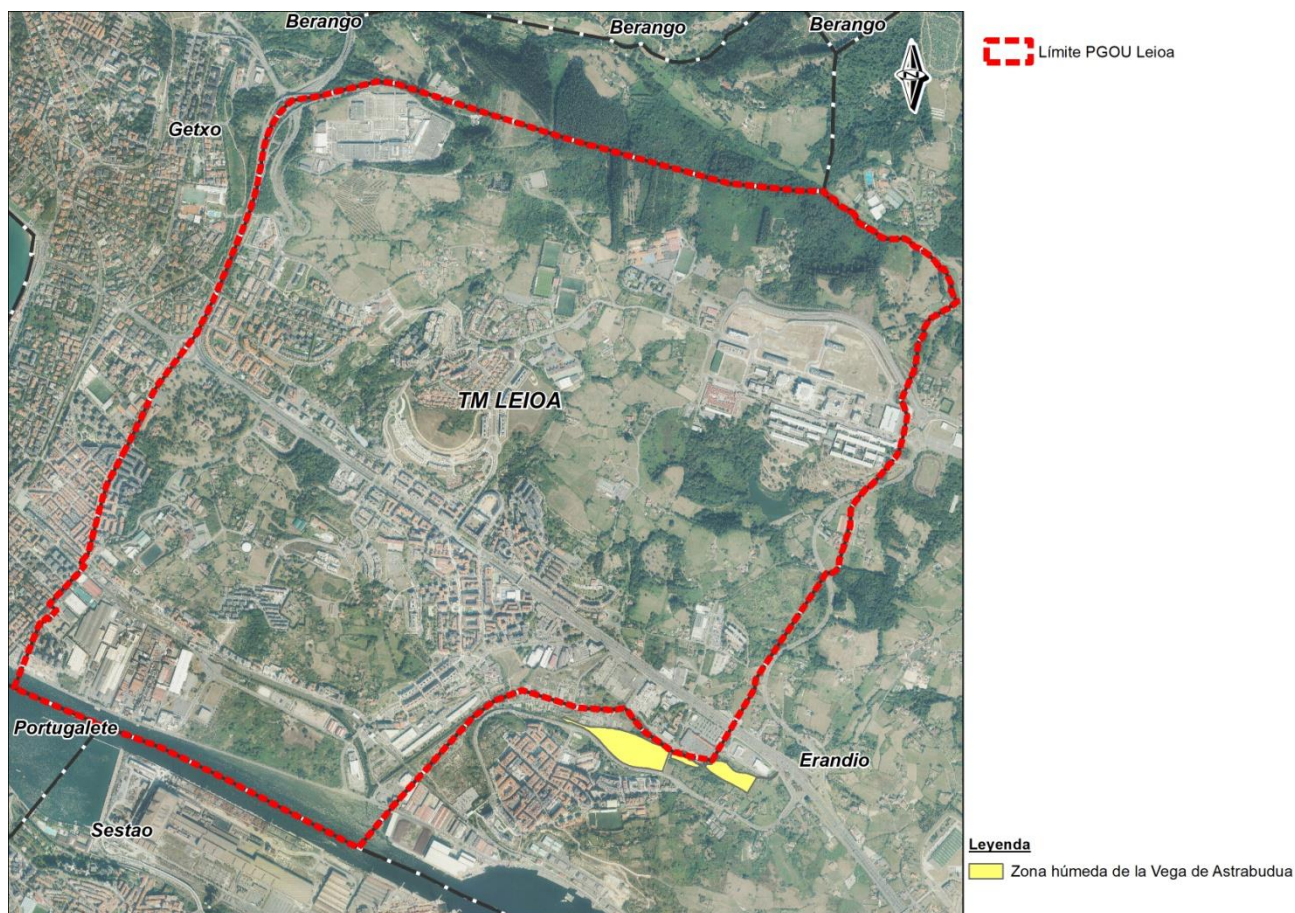 Berango
Berango
Berango
Límite PGOU Leioa
N
Getxo
TM LEIOA
Portugalete
Erandio
Sestao
Leyenda
Zona húmeda de la Vega de Astrabudua